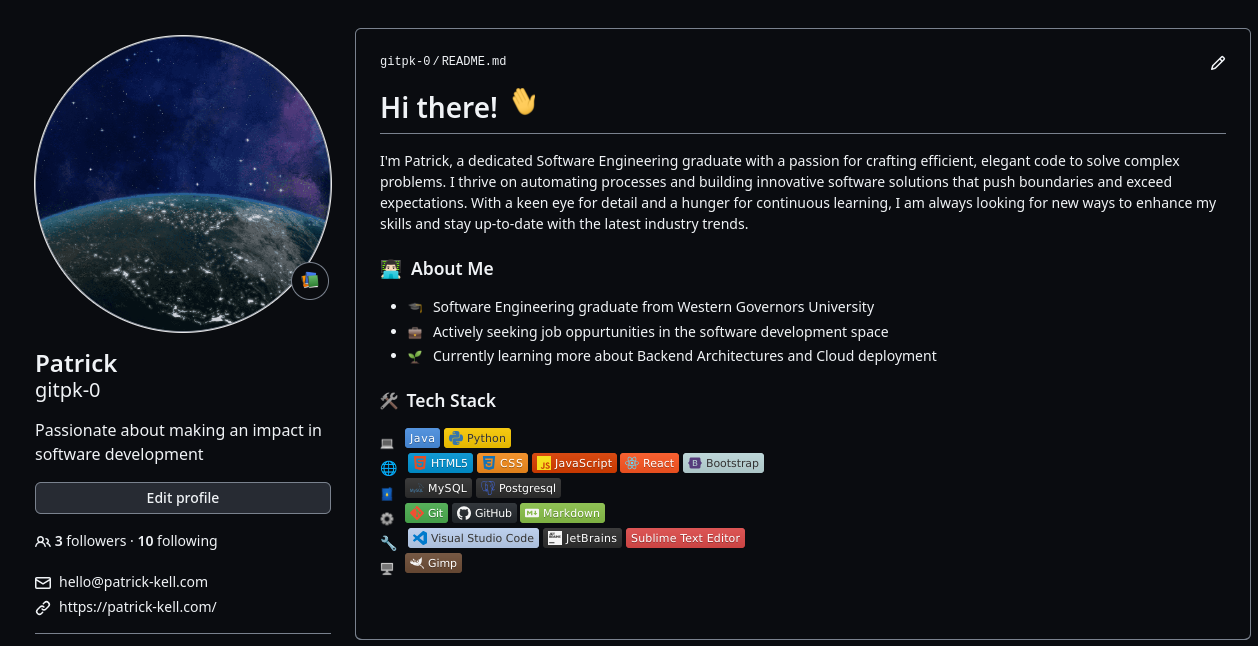 Patrick
gitpk-0
Passionate about making an impact in
software development
Edit profile
3 followers · 10 following
hello@patrick-kell.com
https://patrick-kell.com/
gitpk-0/README.md
Hi there! 👋
I'm Patrick, a dedicated Software Engineering graduate with a passion for crafting efficient, elegant code to solve complex
problems. I thrive on automating processes and building innovative software solutions that push boundaries and exceed
expectations. With a keen eye for detail and a hunger for continuous learning, I am always looking for new ways to enhance my
skills and stay up-to-date with the latest industry trends.
👨🏻‍💻 About Me
• 🎓 Software Engineering graduate from Western Governors University
• 💼 Actively seeking job oppurtunities in the software development space
• 🌱 Currently learning more about Backend Architectures and Cloud deployment
🛠 Tech Stack
💻 Java Python
🌐 HTML5 CSS JS JavaScript React B Bootstrap
MySQL Postgresql
⚙️ Git GitHub M Markdown
🔧 Visual Studio Code JetBrains Sublime Text Editor
🖥 Gimp